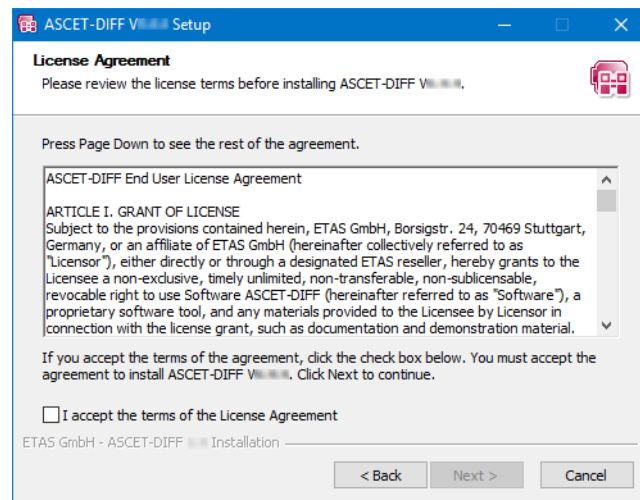 ASCET-DIFF V Setup
License Agreement
Please review the license terms before installing ASCET-DIFF V
Press Page Down to see the rest of the agreement.
ASCET-DIFF End User License Agreement
ARTICLE I. GRANT OF LICENSE
Subject to the provisions contained herein, ETAS GmbH, Borsigstr. 24, 70469 Stuttgart,
Germany, or an affiliate of ETAS GmbH (hereinafter collectively referred to as
"Licensor"), either directly or through a designated ETAS reseller, hereby grants to the
Licensee a non-exclusive, timely unlimited, non-transferable, non-sublicensable,
revocable right to use Software ASCET-DIFF (hereinafter referred to as "Software"), a
proprietary software tool, and any materials provided to the Licensee by Licensor in
connection with the license grant, such as documentation and demonstration material.
If you accept the terms of the agreement, click the check box below. You must accept the
agreement to install ASCET-DIFF V. Click Next to continue.
I accept the terms of the License Agreement
ETAS GmbH - ASCET-DIFF Installation
< Back Next > Cancel